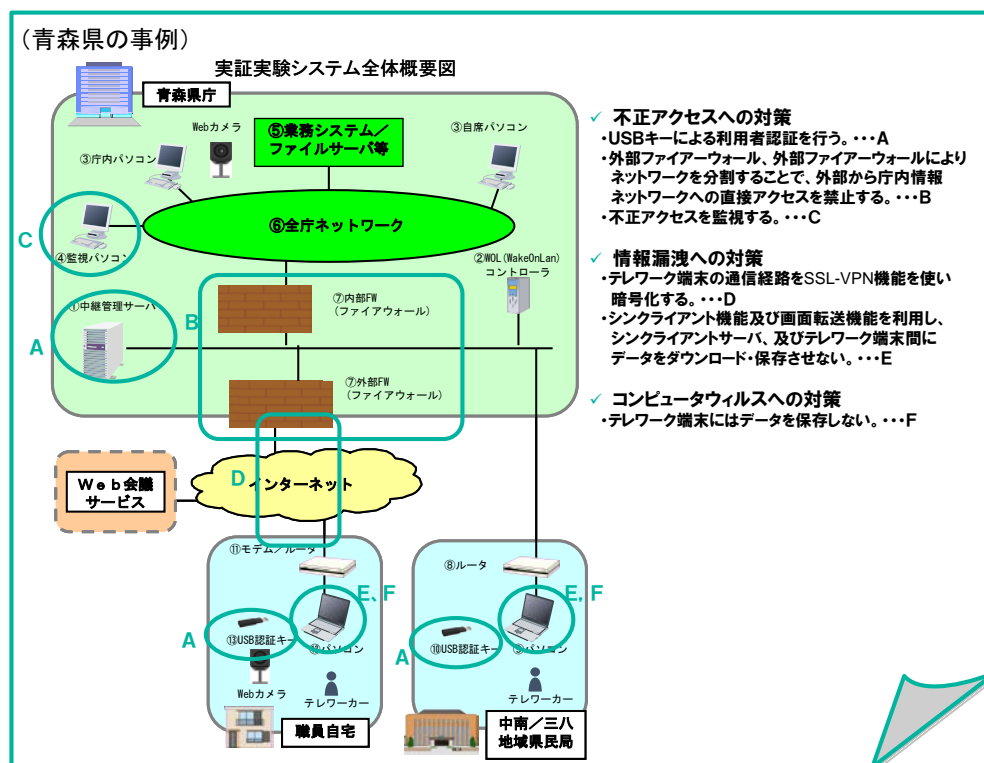 （青森県の事例）
実証実験システム全体概要図
青森県庁
Webカメラ
⑤業務システム／
ファイルサーバ等
③自席パソコン
③庁内パソコン
⑥全庁ネットワーク
C
④監視パソコン
②WOL(WakeOnLan)
コントローラ
①中継管理サーバ
A
B
⑦内部FW
(ファイアウォール)
⑦外部FW
(ファイアウォール)
D
インターネット
Ｗｅｂ会議
サービス
⑪モデム／ルータ
E、F
A
⑬USB認証キー
パソコン
Webカメラ
テレワーカー
職員自宅
⑧ルータ
E, F
A
⑩USB認証キー
パソコン
テレワーカー
中南／三八
地域県民局
✓ 不正アクセスへの対策
・USBキーによる利用者認証を行う。・・・A
・外部ファイアーウォール、外部ファイアーウォールにより
ネットワークを分割することで、外部から庁内情報
ネットワークへの直接アクセスを禁止する。・・・B
・不正アクセスを監視する。・・・C
✓ 情報漏洩への対策
・テレワーク端末の通信経路をSSL-VPN機能を使い
暗号化する。・・・D
・シンクライアント機能及び画面転送機能を利用し、
シンクライアントサーバ、及びテレワーク端末間に
データをダウンロード・保存させない。・・・E
✓ コンピュータウィルスへの対策
・テレワーク端末にはデータを保存しない。・・・F